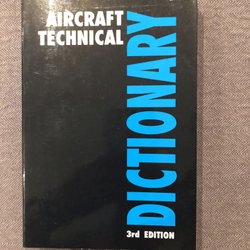 AIRCRAFT
TECHNICAL
DICTIONARY
3rd EDITION